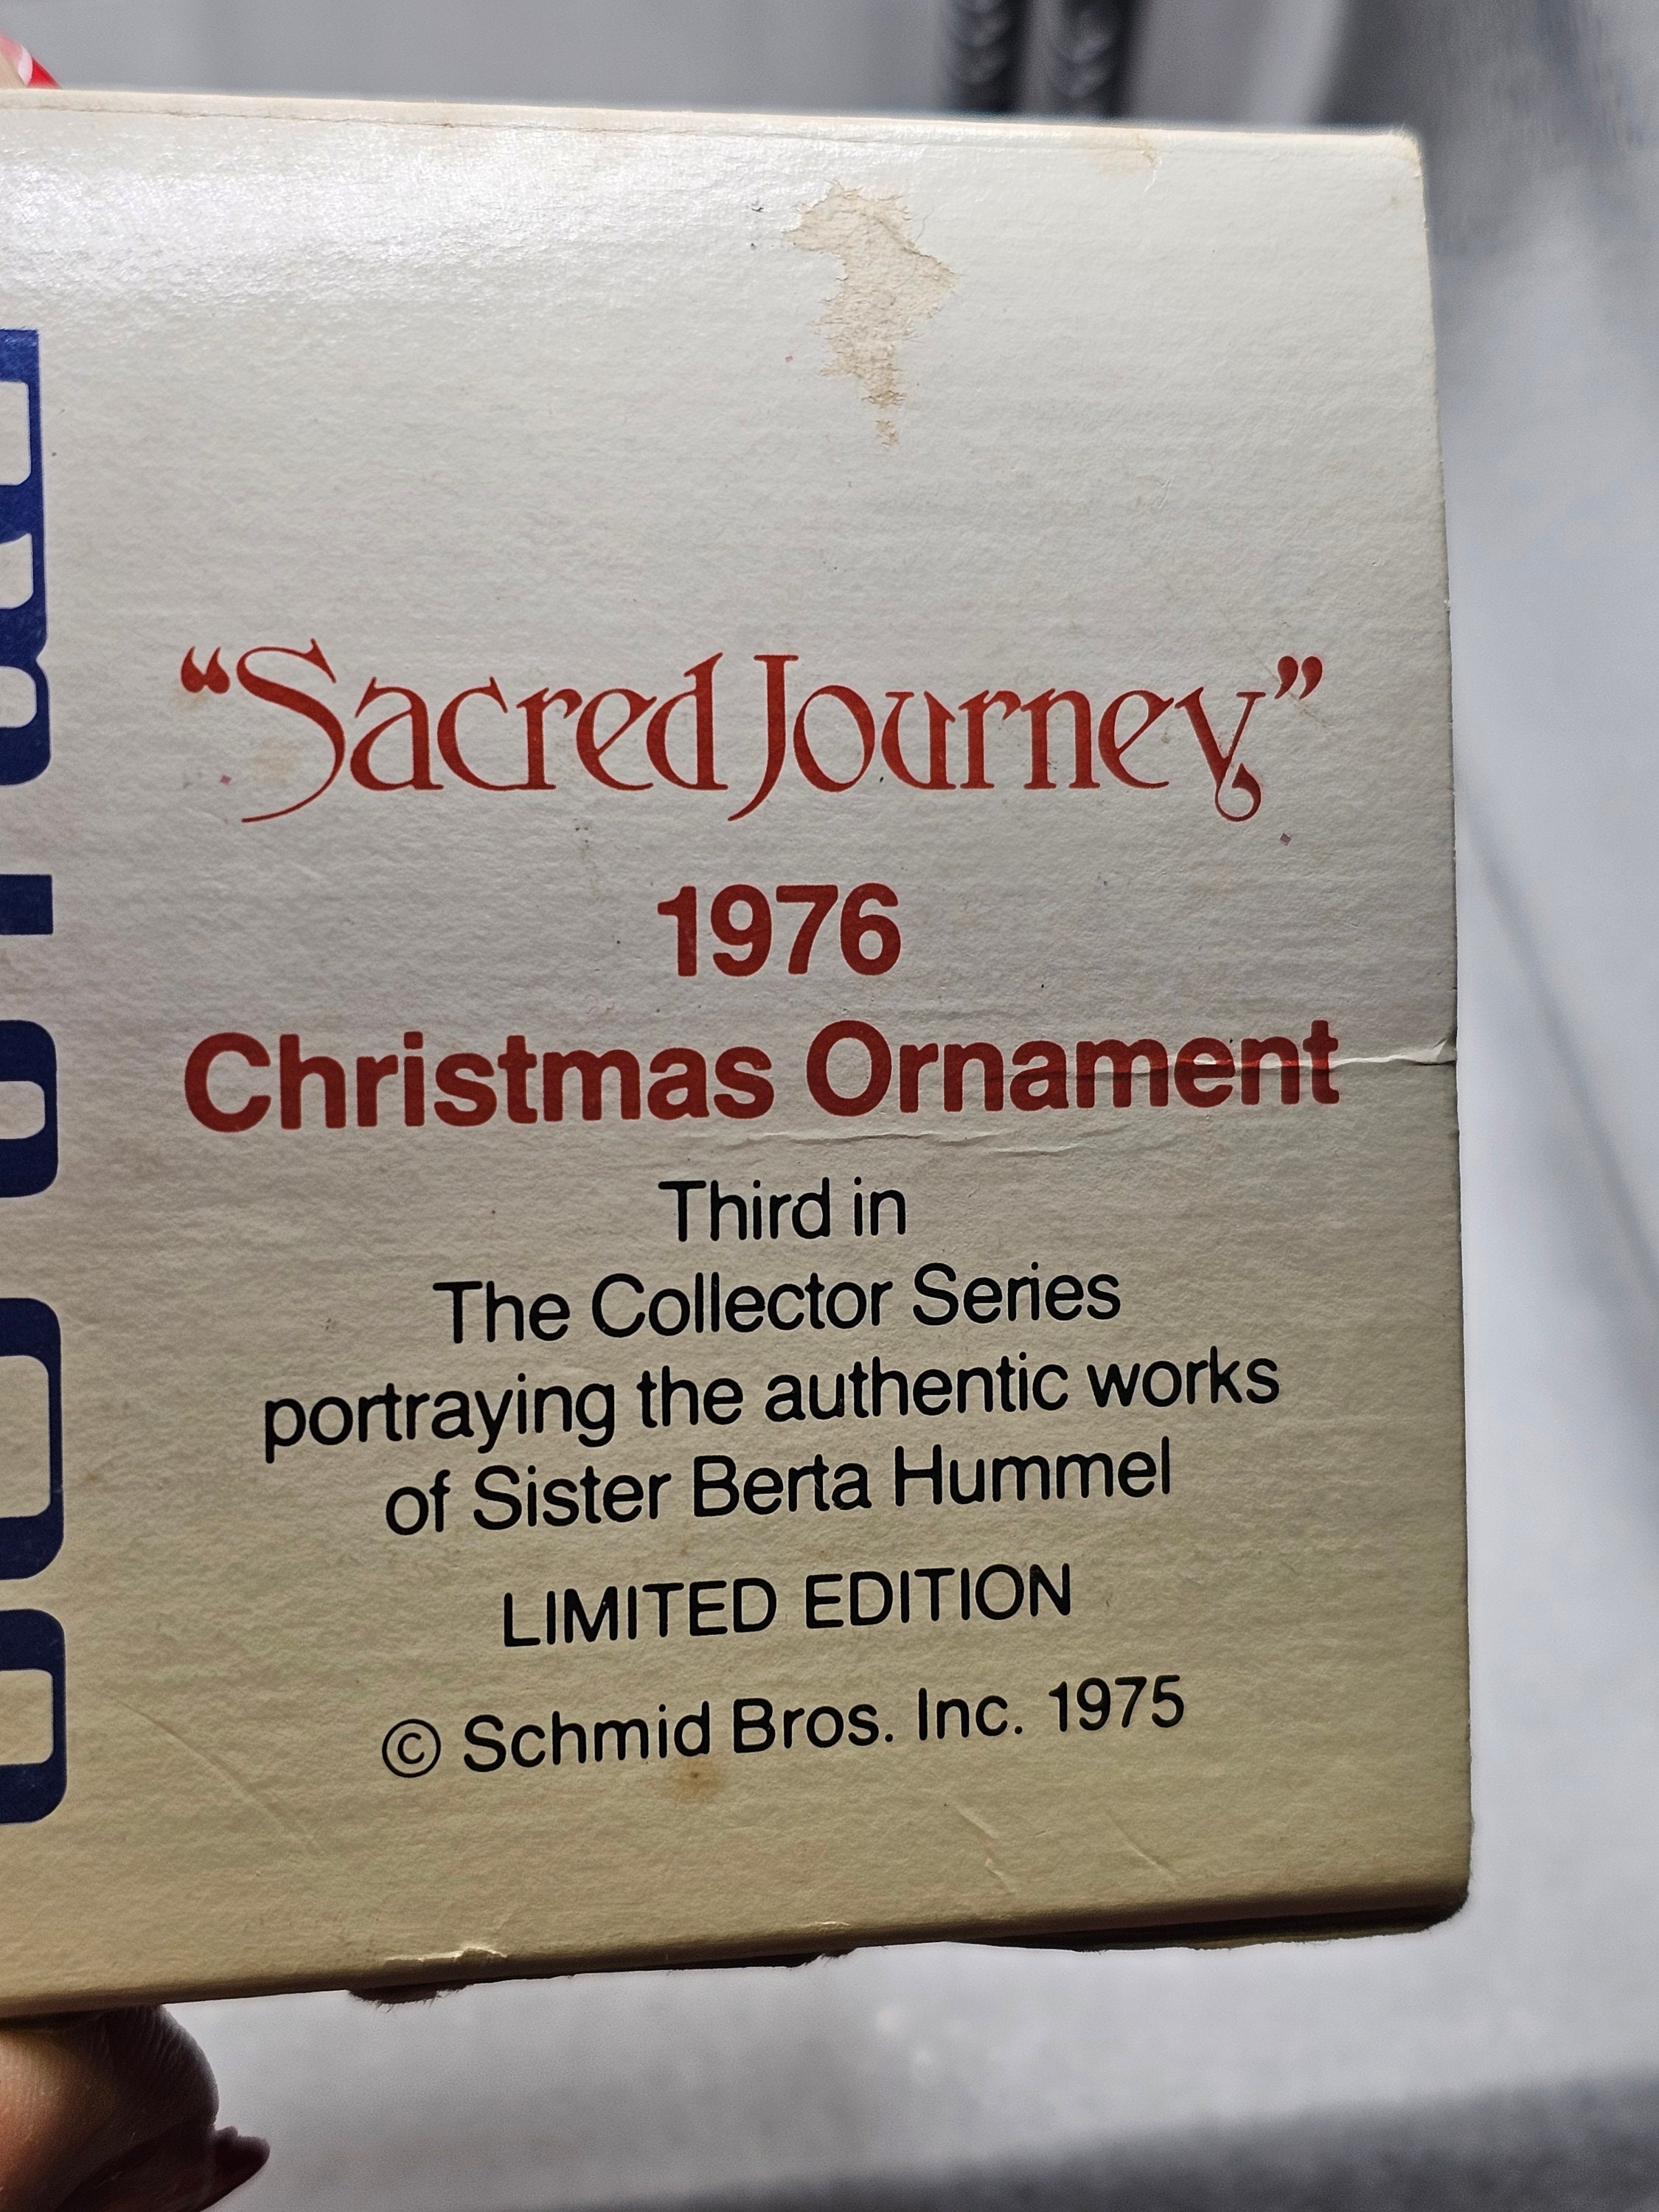 “Sacred Journey”
1976
Christmas Ornament
Third in
The Collector Series
portraying the authentic works
of Sister Berta Hummel
LIMITED EDITION
© Schmid Bros. Inc. 1975